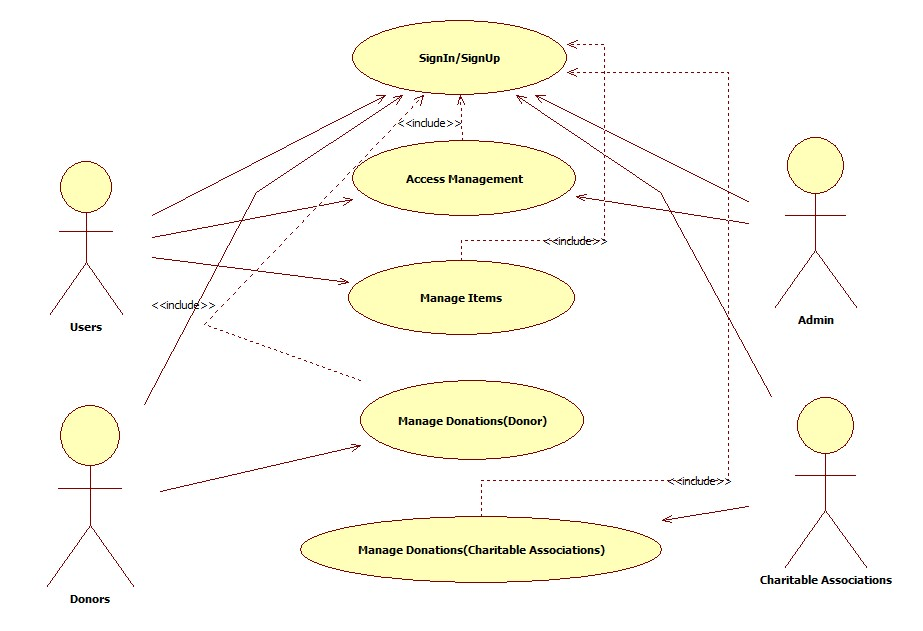 SignIn/SignUp
<<include>>
Access Management
<<include>>
Manage Items
<<include>>
Users
Admin
Manage Donations(Donor)
<<include>>
Manage Donations(Charitable Associations)
Donors
Charitable Associations